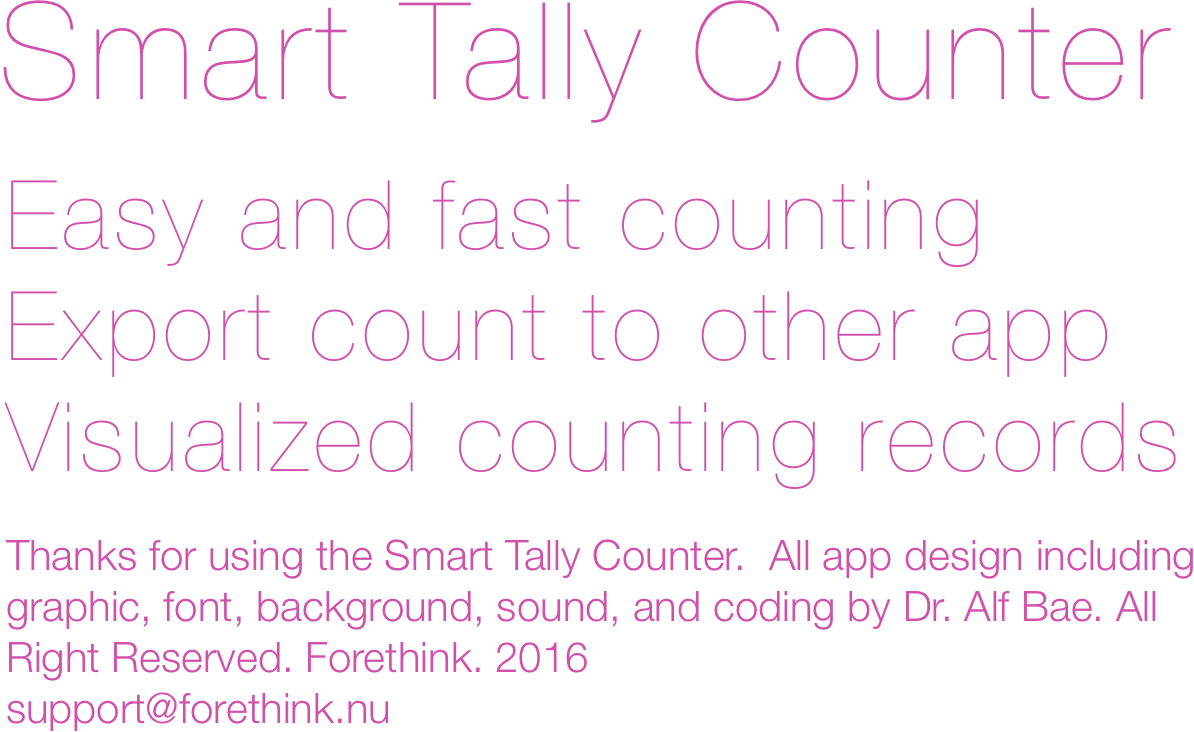 Smart Tally Counter
Easy and fast counting
Export count to other app
Visualized counting records
Thanks for using the Smart Tally Counter.  All app design including
graphic, font, background, sound, and coding by Dr. Alf Bae. All
Right Reserved. Forethink. 2016
support@forethink.nu